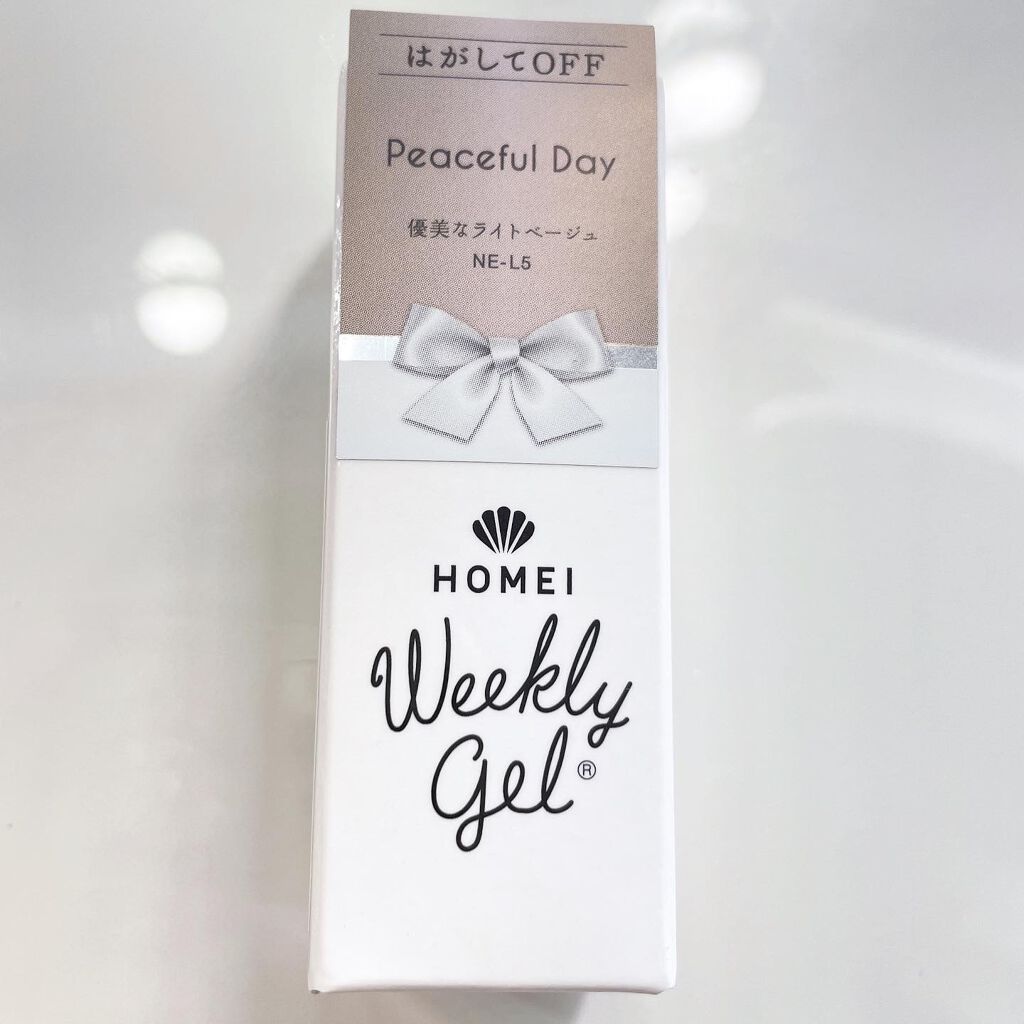 はがしてOFF
Peaceful Day
優美なライトベージュ
NE-L5
HOMEI
Weekly
Gel®